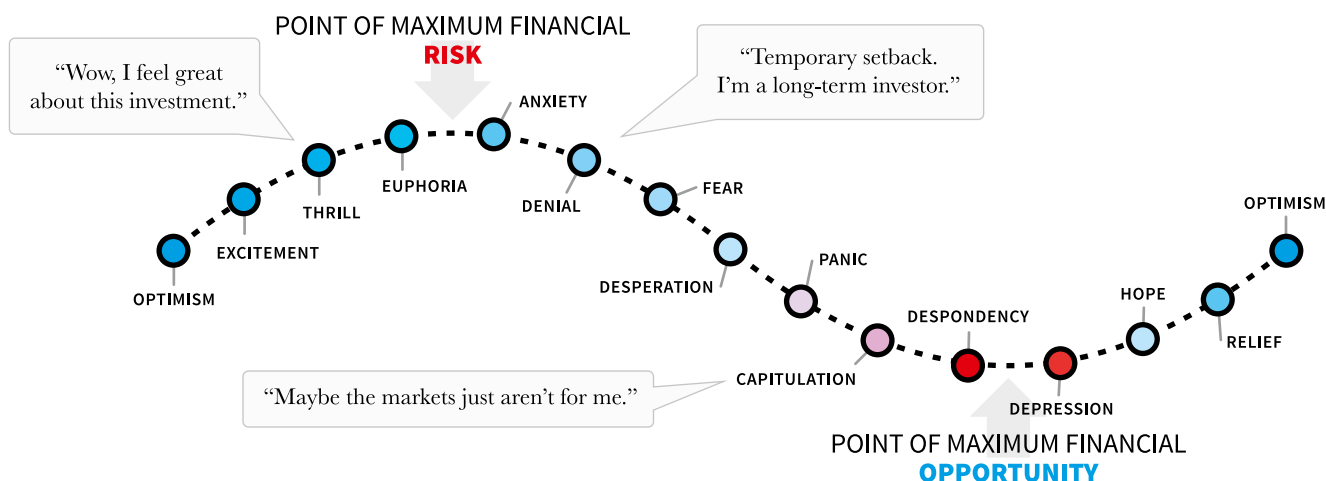 POINT OF MAXIMUM FINANCIAL
RISK
“Wow, I feel great
about this investment.”
“Temporary setback.
I’m a long-term investor.”
OPTIMISM
EXCITEMENT
THRILL
EUPHORIA
ANXIETY
DENIAL
FEAR
DESPERATION
PANIC
CAPITULATION
“Maybe the markets just aren’t for me.”
DESPONDENCY
DEPRESSION
HOPE
RELIEF
OPTIMISM
POINT OF MAXIMUM FINANCIAL
OPPORTUNITY